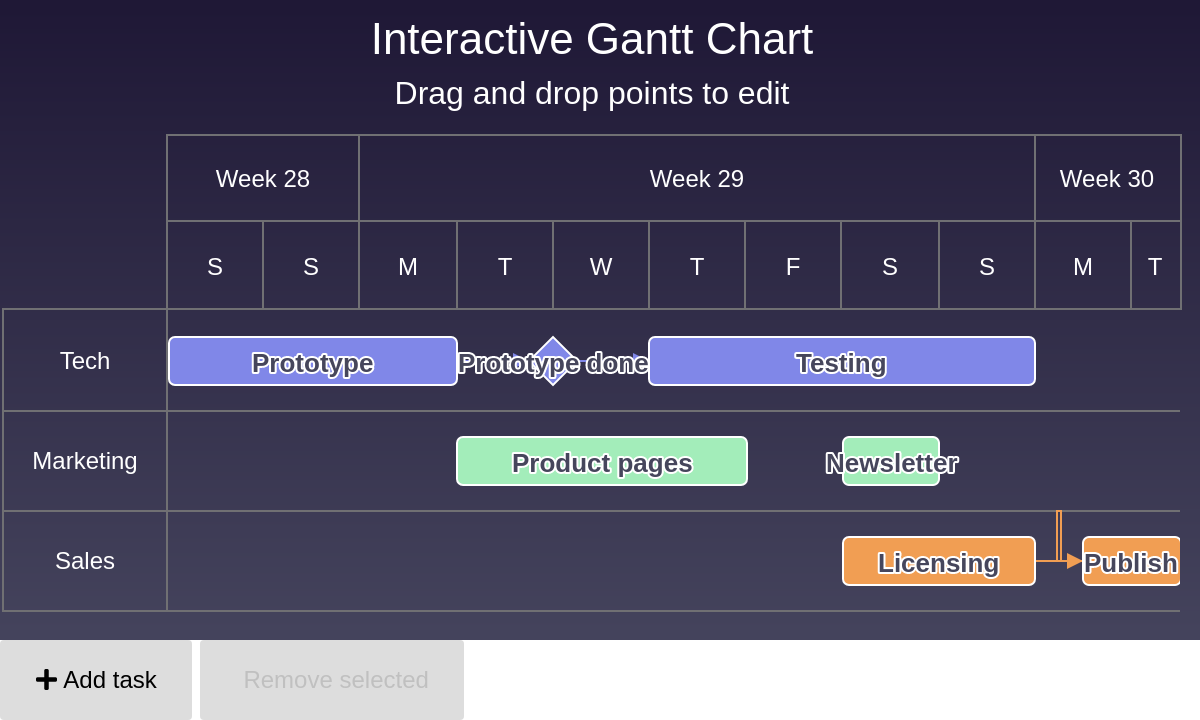 Interactive Gantt Chart
Drag and drop points to edit
Week 28 Week 29 Week 30
S S M T W T F S S M T
Tech Prototype Prototype done Testing
Marketing Product pages Newsletter
Sales Licensing Publish
Add task Remove selected